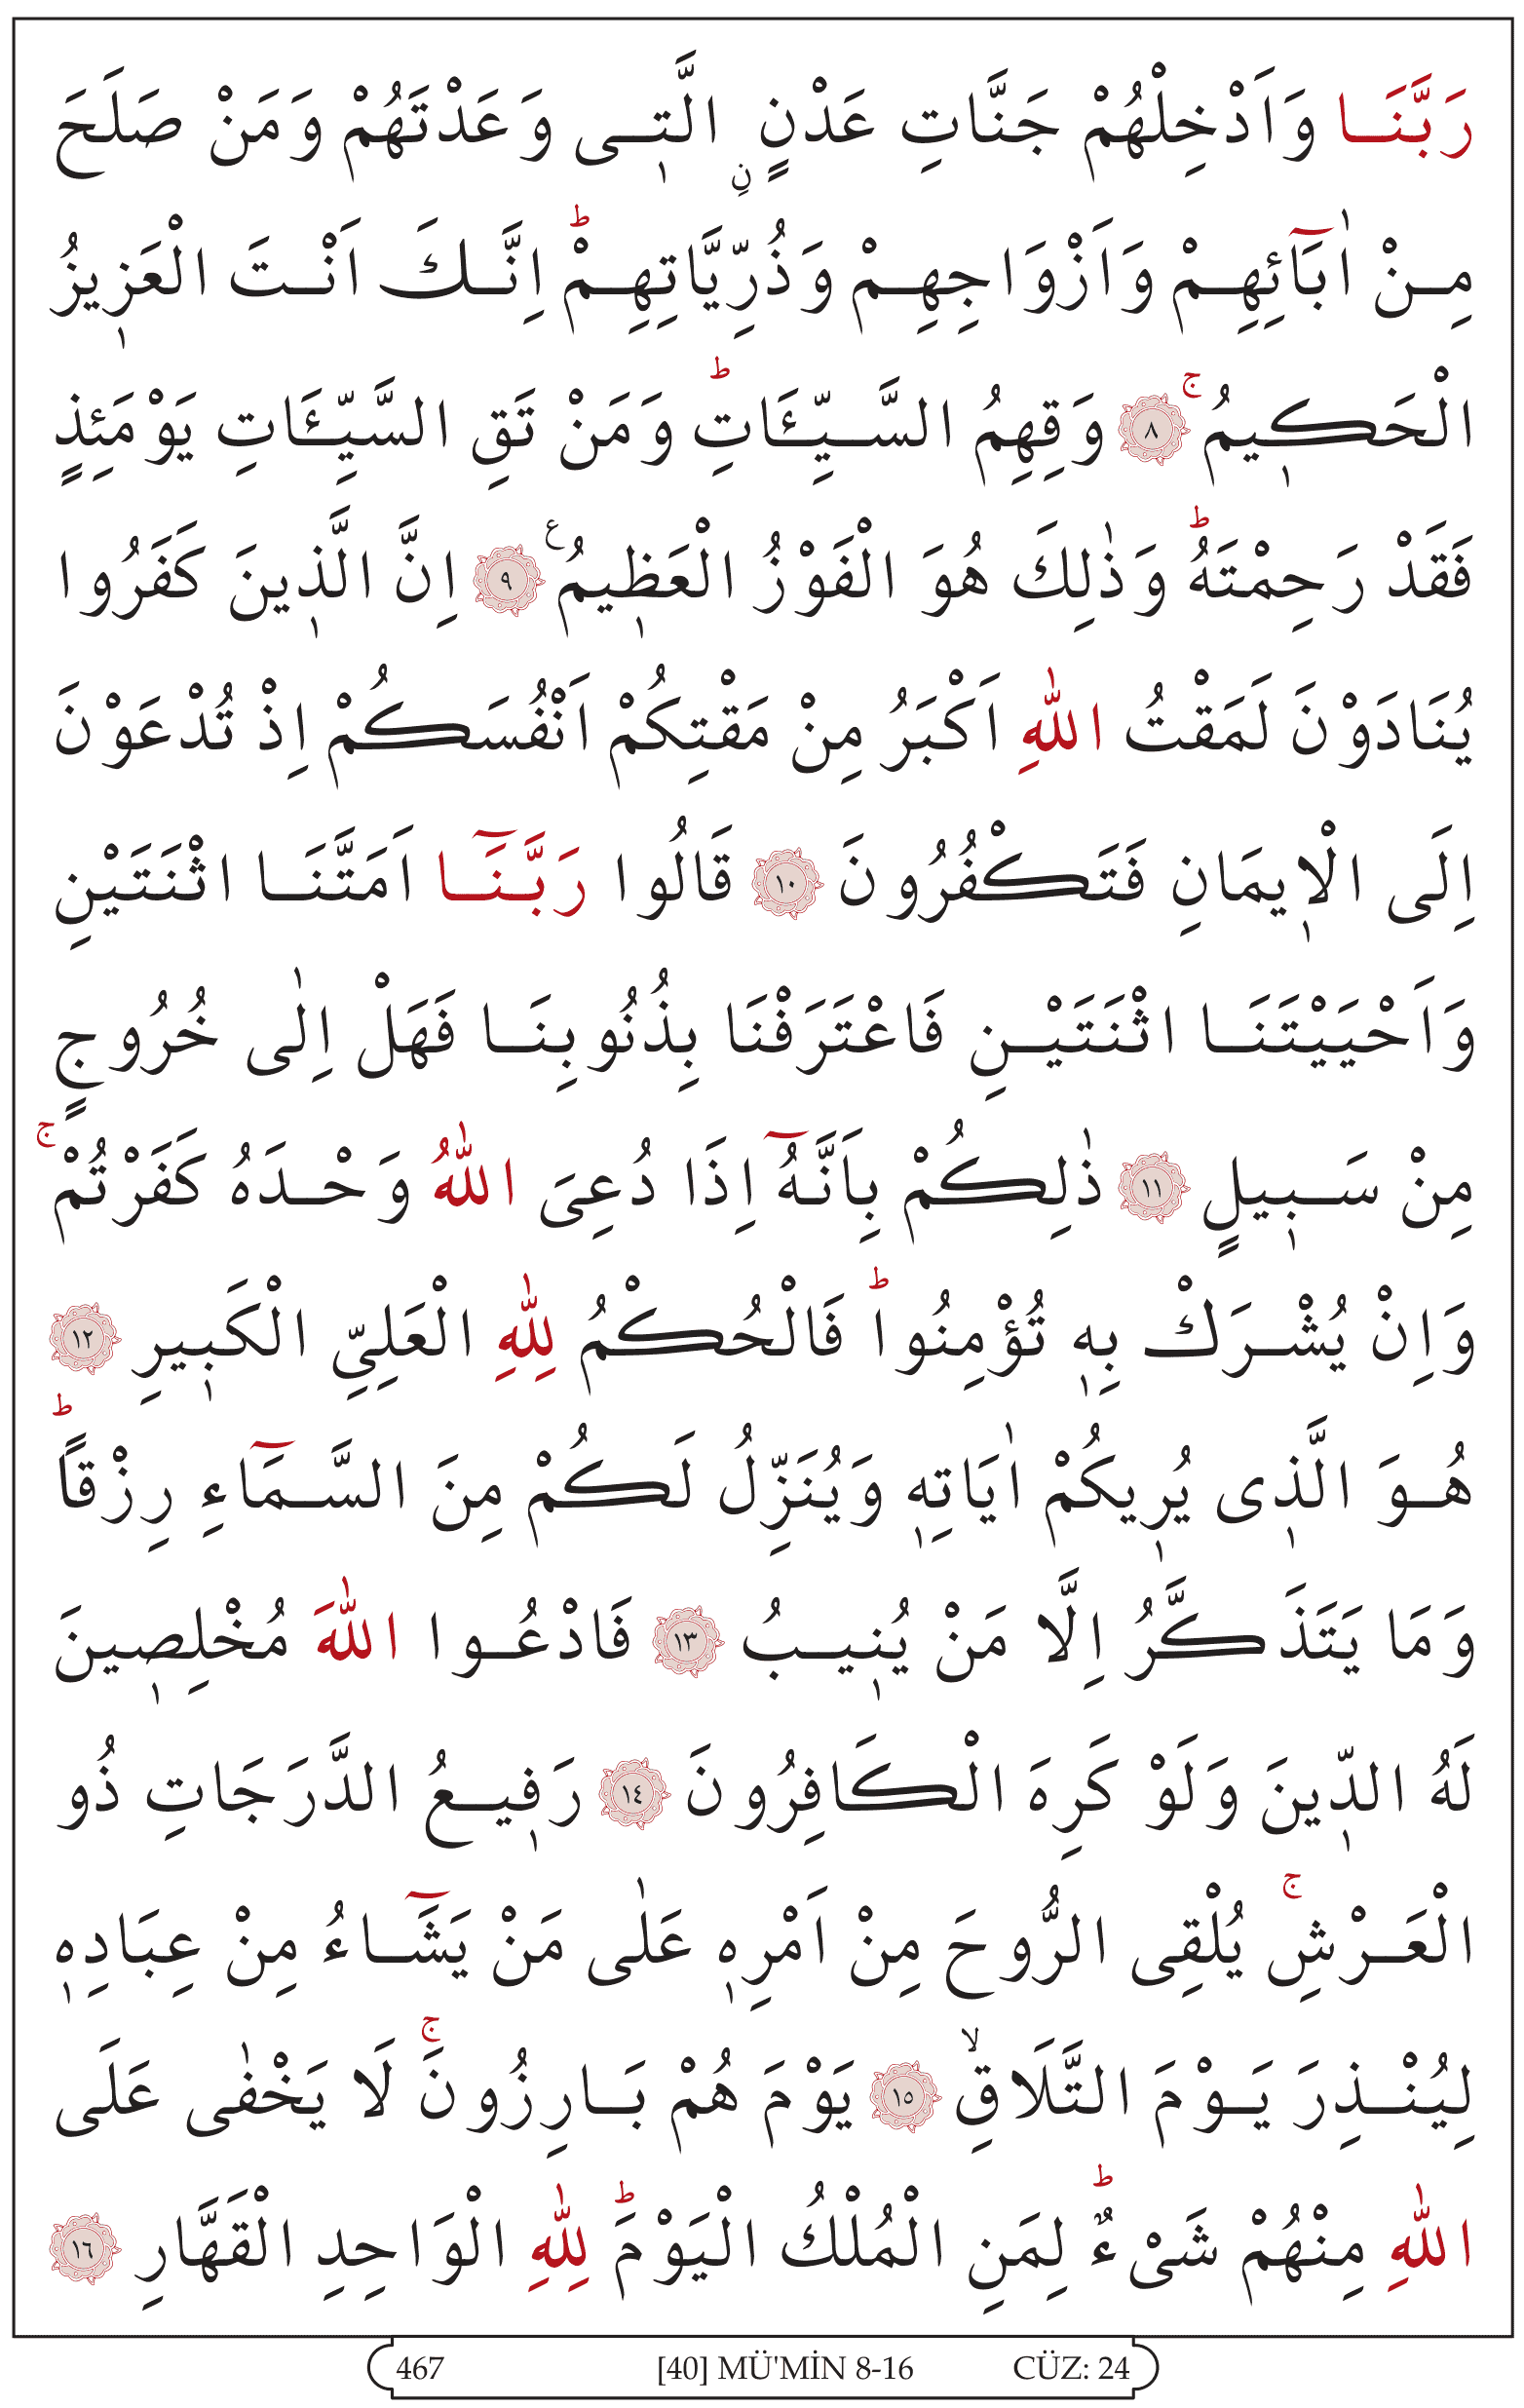 رَبَّنَا وَاَدْخِلْهُمْ جَنَّاتِ عَدْنٍۨ الَّتٖى وَعَدْتَهُمْ وَمَنْ صَلَحَ
مِنْ اٰبَٓائِهِمْ وَاَزْوَاجِهِمْ وَذُرِّيَّاتِهِمْؕ اِنَّكَ اَنْتَ الْعَزٖيزُ
الْحَكٖيمُۚ ﴿٨﴾ وَقِهِمُ السَّيِّـَٔاتِؕ وَمَنْ تَقِ السَّيِّـَٔاتِ يَوْمَئِذٍ
فَقَدْ رَحِمْتَهُؕ وَذٰلِكَ هُوَ الْفَوْزُ الْعَظٖيمُࣖ ﴿٩﴾ اِنَّ الَّذٖينَ كَفَرُوا
يُنَادَوْنَ لَمَقْتُ اللّٰهِ اَكْبَرُ مِنْ مَقْتِكُمْ اَنْفُسَكُمْ اِذْ تُدْعَوْنَ
اِلَى الْاٖيمَانِ فَتَكْفُرُونَ ﴿١٠﴾ قَالُوا رَبَّنَٓا اَمَتَّنَا اثْنَتَيْنِ
وَاَحْيَيْتَنَا اثْنَتَيْنِ فَاعْتَرَفْنَا بِذُنُوبِنَا فَهَلْ اِلٰى خُرُوجٍ
مِنْ سَبٖيلٍ ﴿١١﴾ ذٰلِكُمْ بِاَنَّهُٓ اِذَا دُعِىَ اللّٰهُ وَحْدَهُ كَفَرْتُمْۚ
وَاِنْ يُشْرَكْ بِهٖ تُؤْمِنُواؕ فَالْحُكْمُ لِلّٰهِ الْعَلِىِّ الْكَبٖيرِ ﴿١٢﴾
هُوَ الَّذٖى يُرٖيكُمْ اٰيَاتِهٖ وَيُنَزِّلُ لَكُمْ مِنَ السَّمَٓاءِ رِزْقاًؕ
وَمَا يَتَذَكَّرُ اِلَّا مَنْ يُنٖيبُ ﴿١٣﴾ فَادْعُوا اللّٰهَ مُخْلِصٖينَ
لَهُ الدّٖينَ وَلَوْ كَرِهَ الْكَافِرُونَ ﴿١٤﴾ رَفٖيعُ الدَّرَجَاتِ ذُو
الْعَرْشِۚ يُلْقِى الرُّوحَ مِنْ اَمْرِهٖ عَلٰى مَنْ يَشَٓاءُ مِنْ عِبَادِهٖ
لِيُنْذِرَ يَوْمَ التَّلَاقِۙ ﴿١٥﴾ يَوْمَ هُمْ بَارِزُونَۚ لَا يَخْفٰى عَلَى
اللّٰهِ مِنْهُمْ شَىْءٌؕ لِمَنِ الْمُلْكُ الْيَوْمَؕ لِلّٰهِ الْوَاحِدِ الْقَهَّارِ ﴿١٦﴾
467 [40] MÜ'MİN 8-16 CÜZ: 24